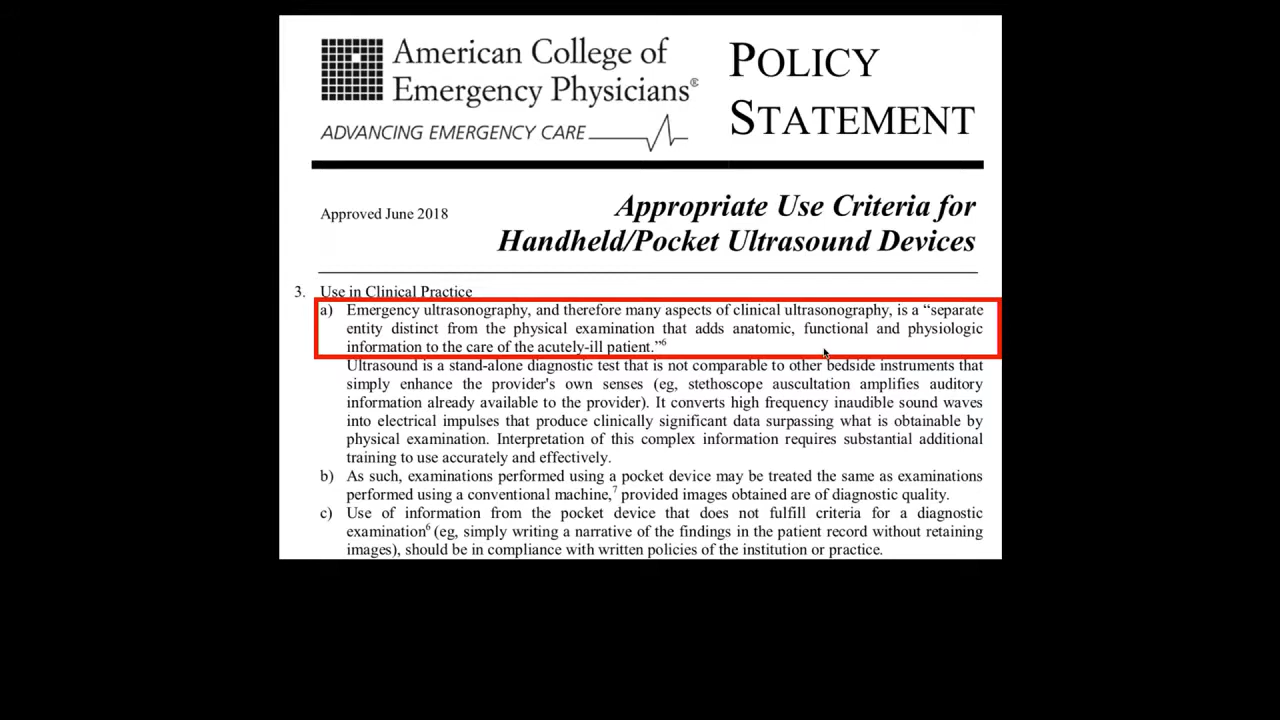 American College of
Emergency Physicians®
ADVANCING EMERGENCY CARE
POLICY
STATEMENT
Approved June 2018
Appropriate Use Criteria for
Handheld/Pocket Ultrasound Devices
3. Use in Clinical Practice
a) Emergency ultrasonography, and therefore many aspects of clinical ultrasonography, is a “separate
entity distinct from the physical examination that adds anatomic, functional and physiologic
information to the care of the acutely-ill patient.”6
Ultrasound is a stand-alone diagnostic test that is not comparable to other bedside instruments that
simply enhance the provider's own senses (eg, stethoscope auscultation amplifies auditory
information already available to the provider). It converts high frequency inaudible sound waves
into electrical impulses that produce clinically significant data surpassing what is obtainable by
physical examination. Interpretation of this complex information requires substantial additional
training to use accurately and effectively.
b) As such, examinations performed using a pocket device may be treated the same as examinations
performed using a conventional machine,7 provided images obtained are of diagnostic quality.
c) Use of information from the pocket device that does not fulfill criteria for a diagnostic
examination6 (eg, simply writing a narrative of the findings in the patient record without retaining
images), should be in compliance with written policies of the institution or practice.